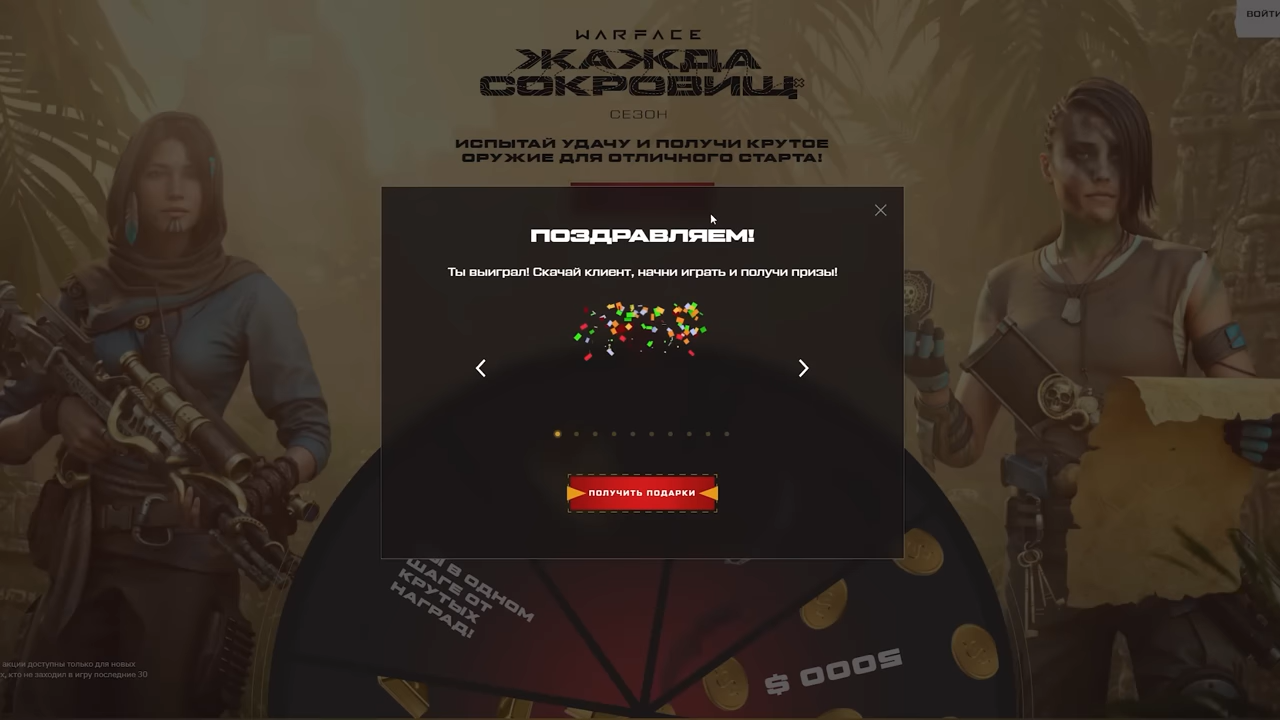 ВОЙТИ
WARFACE
ЖАЖДА
СОКРОВИЩ
СЕЗОН
ИСПЫТАЙ УДАЧУ И ПОЛУЧИ КРУТОЕ
ОРУЖИЕ ДЛЯ ОТЛИЧНОГО СТАРТА!
ПОЗДРАВЛЯЕМ!
Ты выиграл! Скачай клиент, начни играть и получи призы!
ПОЛУЧИТЬ ПОДАРКИ
В ОДНОМ
ШАГЕ ОТ
КРУТЫХ
НАГРАД!
5000 $
акции доступны только для новых
кто не заходил в игру последние 30